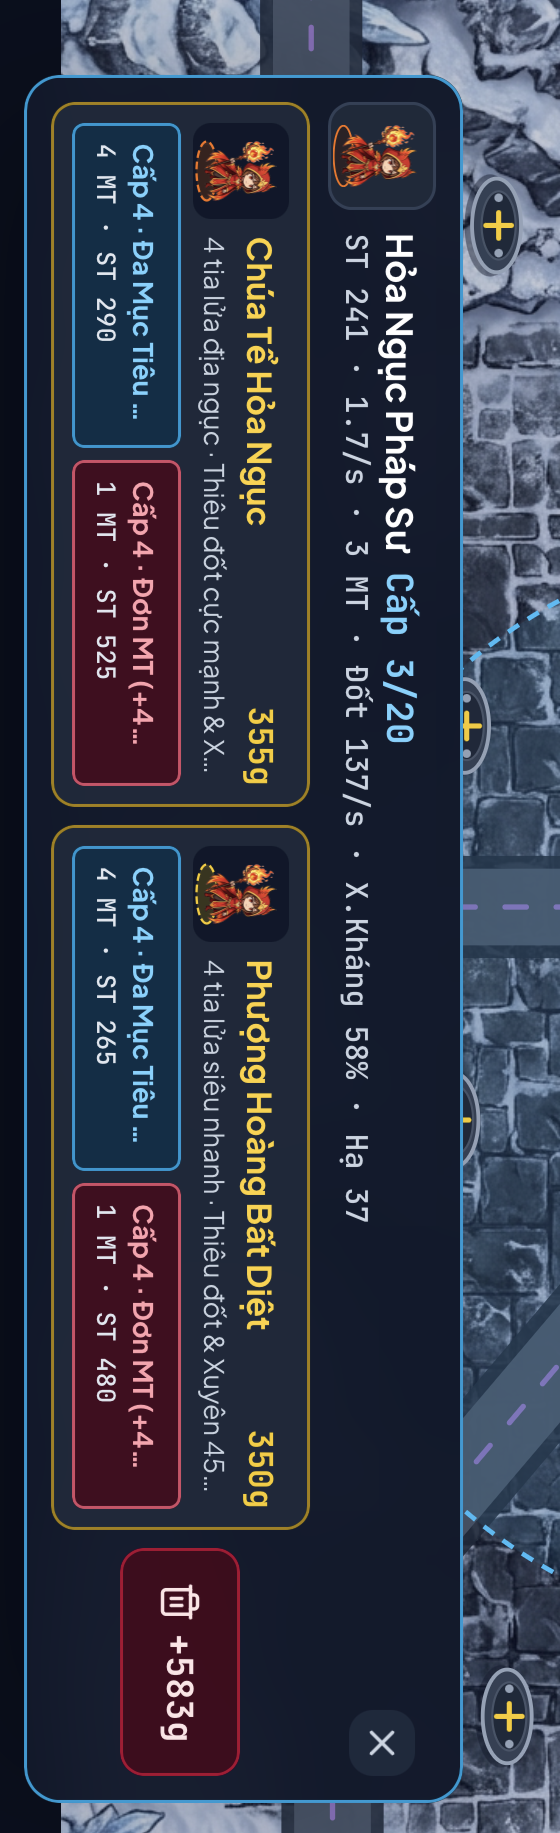 Hỏa Ngục Pháp Sư Cấp 3/20
ST 241 · 1.7/s · 3 MT · Đốt 137/s · X.Kháng 58% · Hạ 37
Chúa Tể Hỏa Ngục 355g
4 tia lửa địa ngục · Thiêu đốt cực mạnh & X...
Cấp 4 · Đa Mục Tiêu ...
4 MT · ST 290
Cấp 4 · Đơn MT (+4...
1 MT · ST 525
Phượng Hoàng Bất Diệt 350g
4 tia lửa siêu nhanh · Thiêu đốt & Xuyên 45...
Cấp 4 · Đa Mục Tiêu ...
4 MT · ST 265
Cấp 4 · Đơn MT (+4...
1 MT · ST 480
+583g